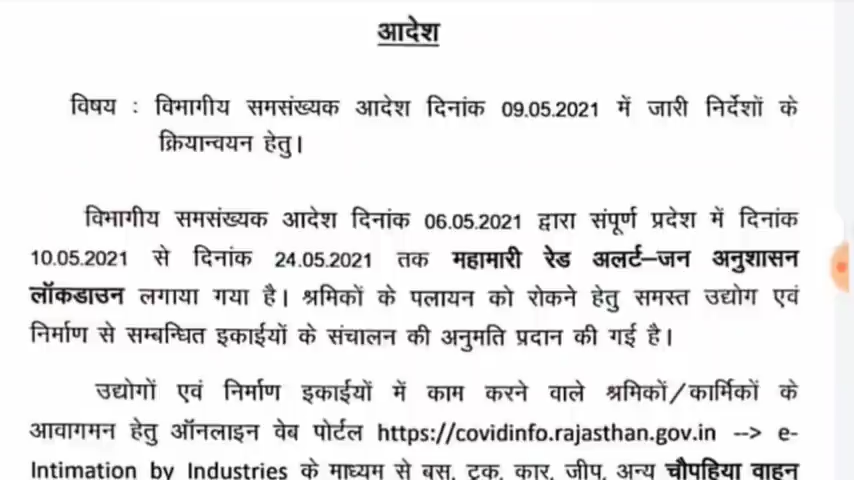 आदेश
विषय : विभागीय समसंख्यक आदेश दिनांक 09.05.2021 में जारी निर्देशों के
क्रियान्वयन हेतु।
विभागीय समसंख्यक आदेश दिनांक 06.05.2021 द्वारा संपूर्ण प्रदेश में दिनांक
10.05.2021 से दिनांक 24.05.2021 तक महामारी रेड अलर्ट–जन अनुशासन
लॉकडाउन लगाया गया है। श्रमिकों के पलायन को रोकने हेतु समस्त उद्योग एवं
निर्माण से सम्बन्धित इकाईयों के संचालन की अनुमति प्रदान की गई है।
उद्योगों एवं निर्माण इकाईयों में काम करने वाले श्रमिकों/कार्मिकों के
आवागमन हेतु ऑनलाइन वेब पोर्टल https://covidinfo.rajasthan.gov.in --> e-
Intimation by Industries के माध्यम से बस, ट्रक, कार, जीप, अन्य चौपहिया वाहन